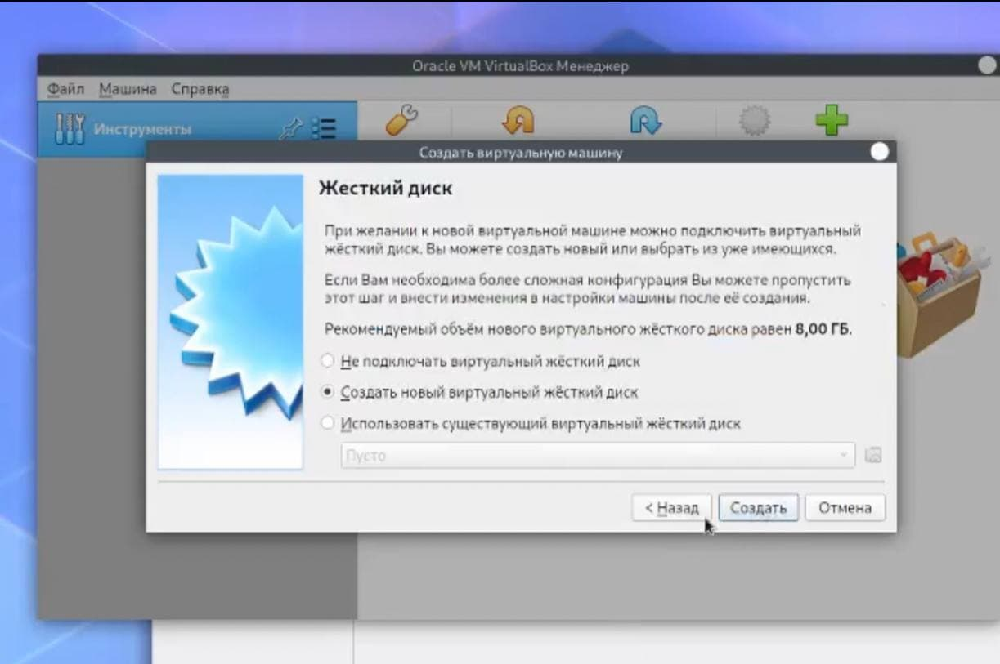 Oracle VM VirtualBox Менеджер
Файл Машина Справка
Инструменты
Создать виртуальную машину
Жесткий диск
При желании к новой виртуальной машине можно подключить виртуальный
жёсткий диск. Вы можете создать новый или выбрать из уже имеющихся.
Если Вам необходима более сложная конфигурация Вы можете пропустить
этот шаг и внести изменения в настройки машины после её создания.
Рекомендуемый объём нового виртуального жёсткого диска равен 8,00 ГБ.
Не подключать виртуальный жёсткий диск
Создать новый виртуальный жёсткий диск
Использовать существующий виртуальный жёсткий диск
Пусто
< Назад Создать Отмена